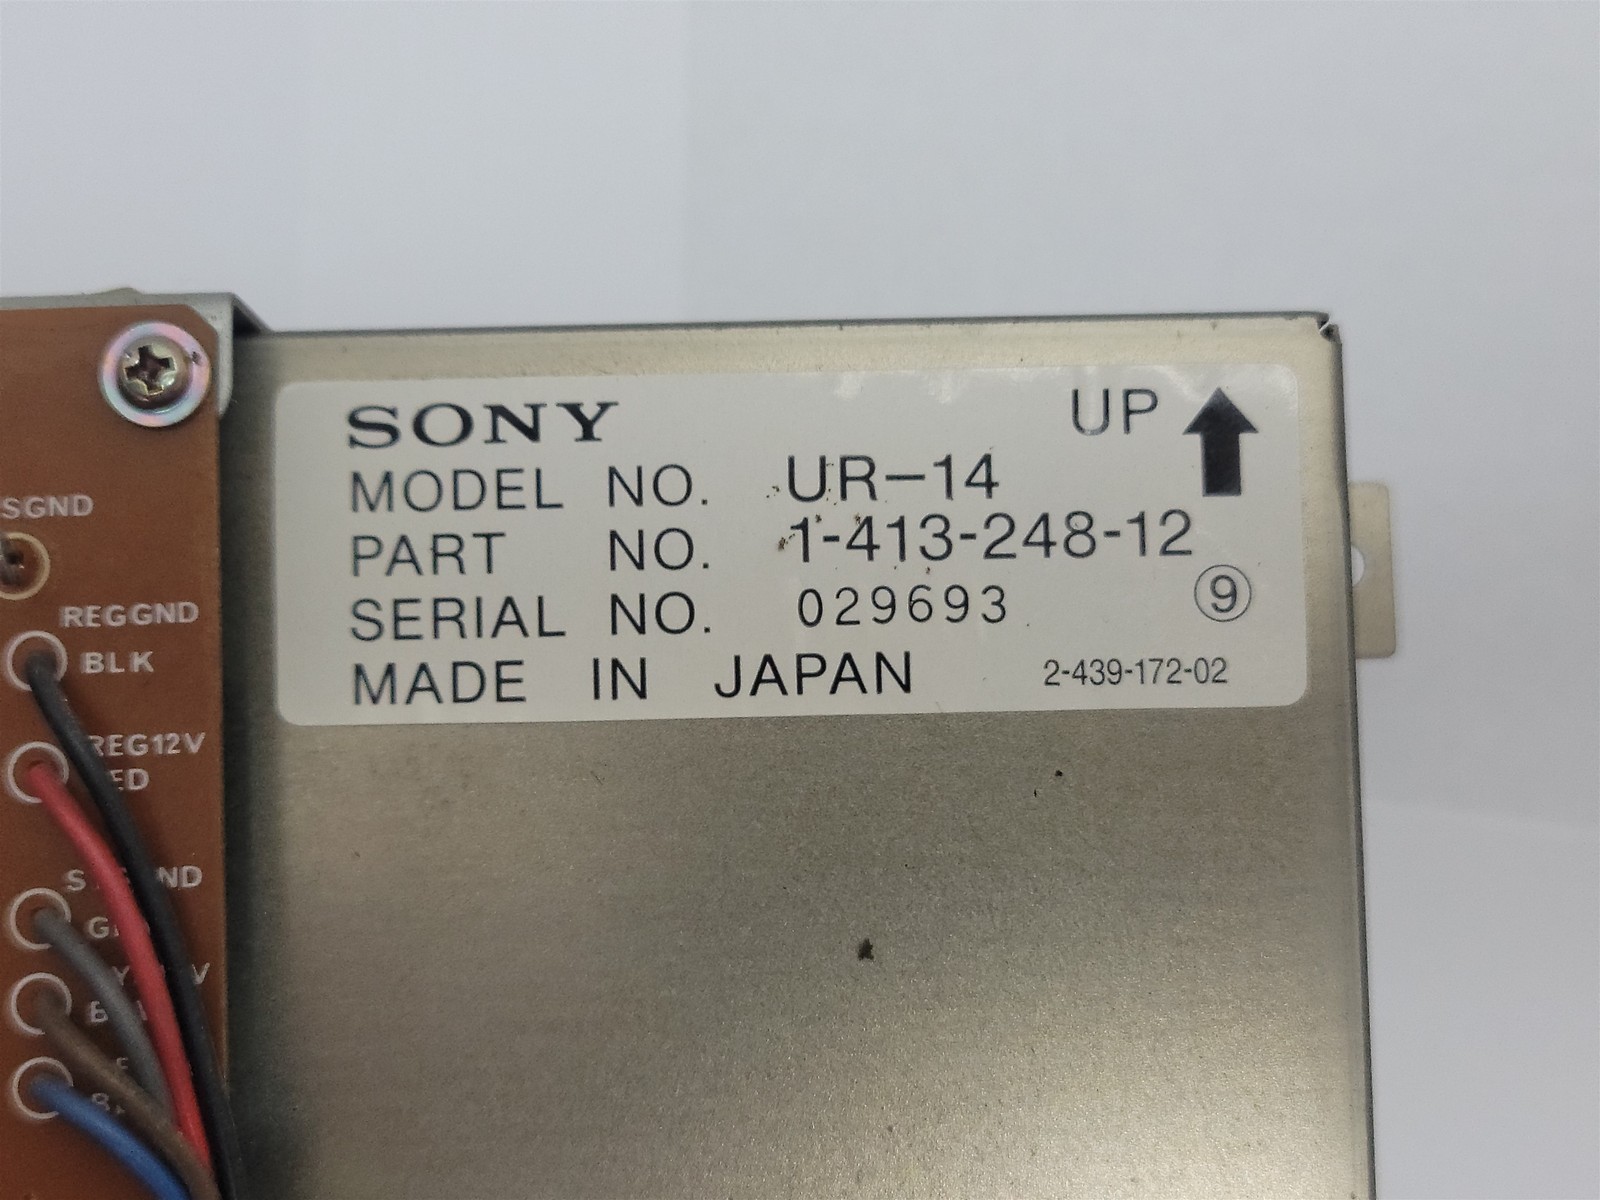 SONY UP
MODEL NO. UR-14
PART NO. 1-413-248-12
SERIAL NO. 029693 ⑨
MADE IN JAPAN 2-439-172-02
SGND
REGGND
BLK
REG12V